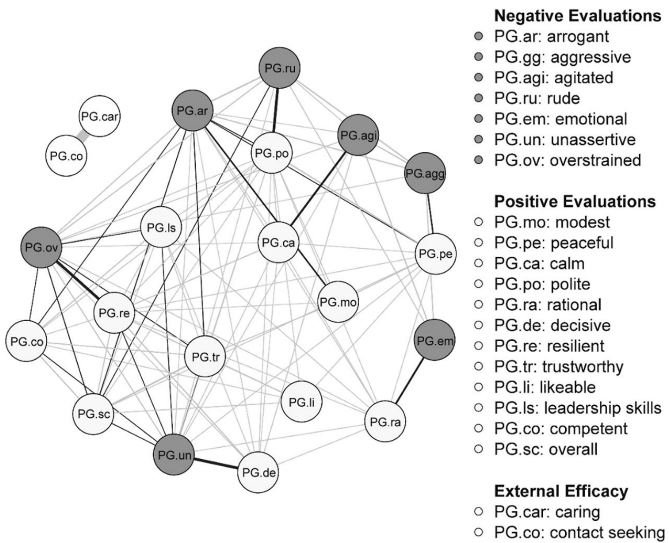 PG.ru
PG.car
PG.ar
PG.agi
PG.co
PG.po
PG.agg
PG.ls
PG.ov
PG.ca
PG.pe
PG.mo
PG.re
PG.co
PG.em
PG.tr
PG.li
PG.sc
PG.ra
PG.un
PG.de
Negative Evaluations
PG.ar: arrogant
PG.gg: aggressive
PG.agi: agitated
PG.ru: rude
PG.em: emotional
PG.un: unassertive
PG.ov: overstrained
Positive Evaluations
PG.mo: modest
PG.pe: peaceful
PG.ca: calm
PG.po: polite
PG.ra: rational
PG.de: decisive
PG.re: resilient
PG.tr: trustworthy
PG.li: likeable
PG.ls: leadership skills
PG.co: competent
PG.sc: overall
External Efficacy
PG.car: caring
PG.co: contact seeking